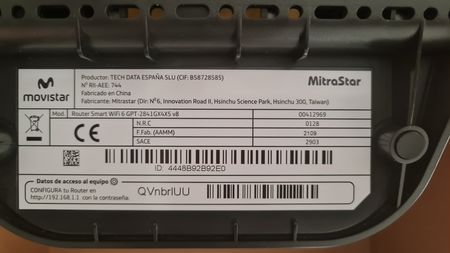 movistar
Productor: TECH DATA ESPAÑA SLU (CIF: B58728585)
Nº RII-AEE: 744
Fabricado en China
Fabricante: Mitrastar (Dir. Nº6, Innovation Road II, Hsinchu Science Park, Hsinchu 300, Taiwan)
MitraStar
Mod. Router Smart WiFi 6 GPT-2841GX4X5 v8 00412969
N.R.C 0128
F.Fab. (AAMM) 2109
SACE 2903
CE
ID: 4448B92B92E0
Datos de acceso al equipo
CONFIGURA tu Router en
http://192.168.1.1 con la contraseña:
QVnbrIUU